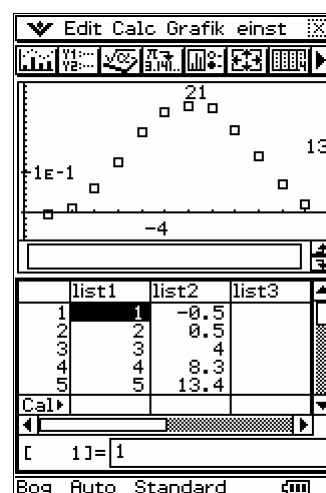 Edit Calc Grafik einst
21
13
1E-1
-4
list1 list2 list3
1 1 -0.5
2 2 0.5
3 3 4
4 4 8.3
5 5 13.4
Cal▶
[ 1]= 1
Bog Auto Standard